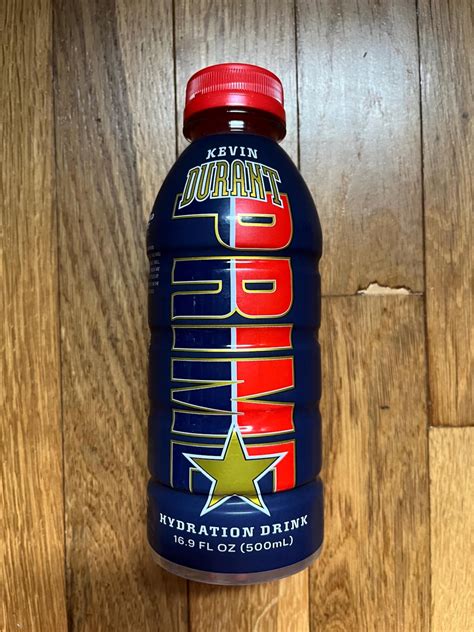 KEVIN
DURANT
PRIME
HYDRATION DRINK
16.9 FL OZ (500mL)